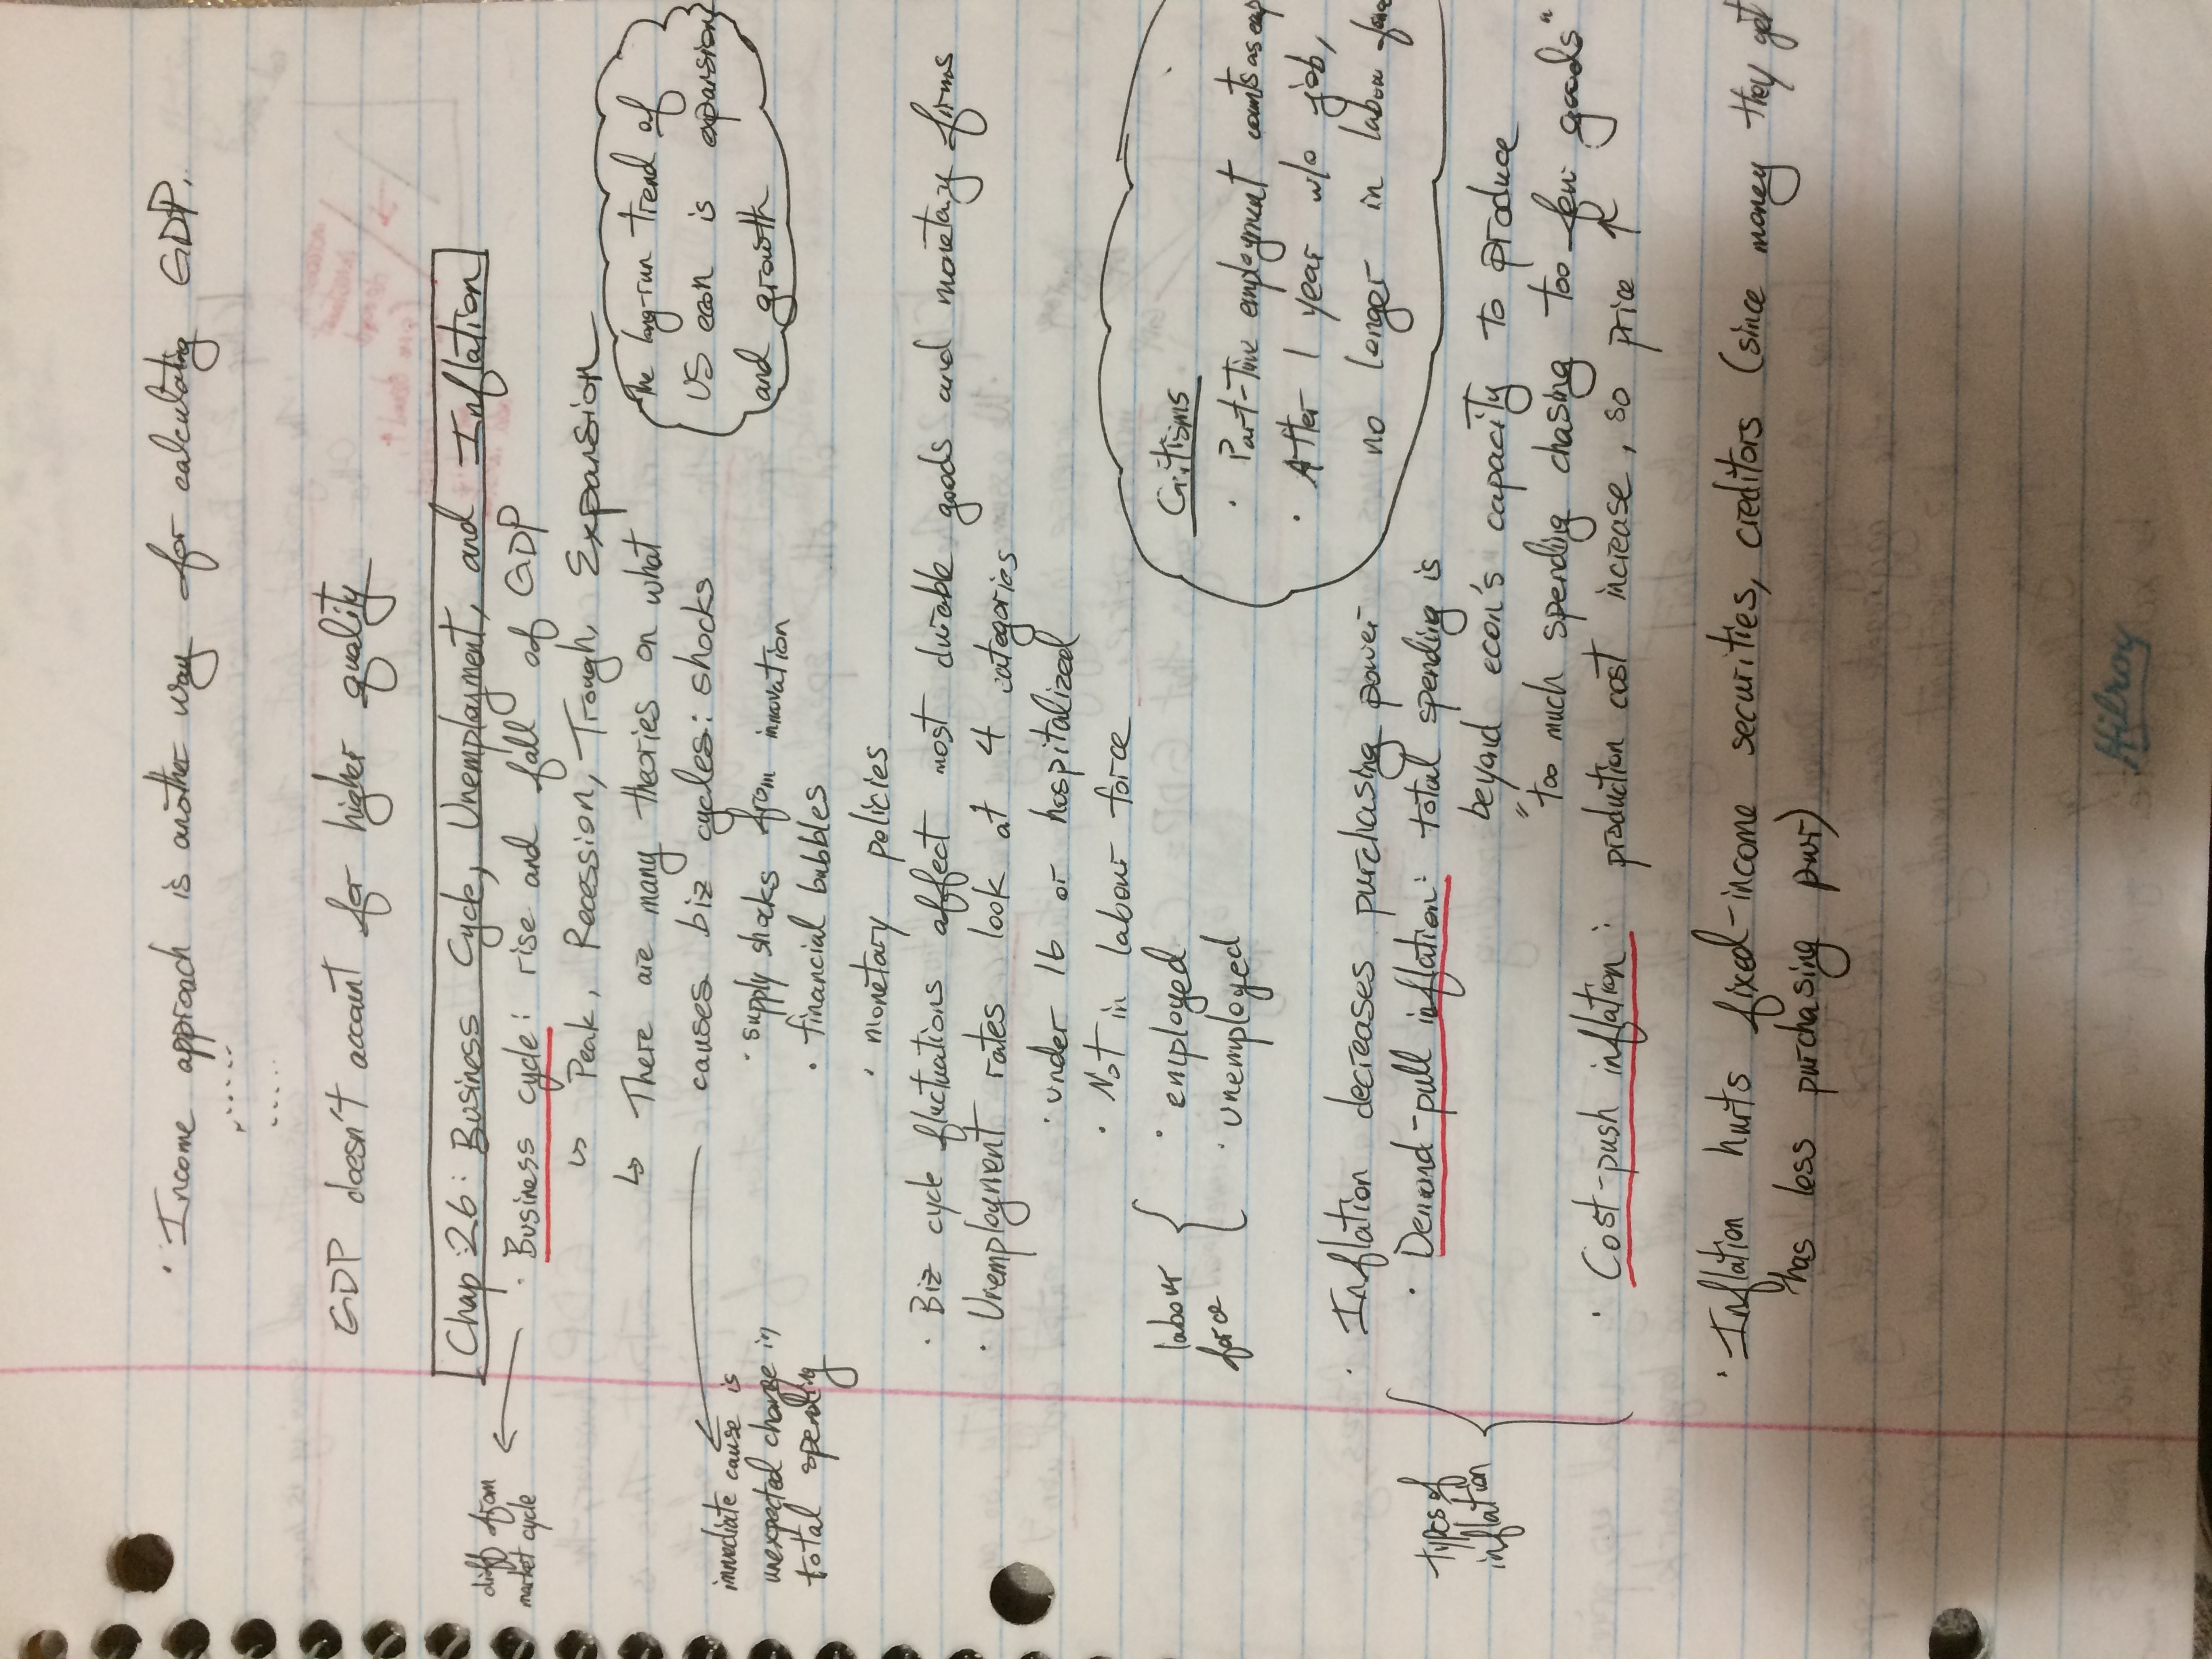 · Income approach is another way for calculating GDP.
GDP doesn't account for higher quality
Chap 26: Business Cycle, Unemployment, and Inflation
diff from
market cycle
· Business cycle: rise and fall of GDP
↳ Peak, Recession, Trough, Expansion
↳ There are many theories on what
causes biz cycles: shocks
The long-run trend of
US econ is expansion
and growth
immediate cause is
unexpected change in
total spending
· supply shocks from innovation
· financial bubbles
· monetary policies
· Biz cycle fluctuations affect most durable goods and monetary firms
· Unemployment rates look at 4 categories
· under 16 or hospitalized
· Not in labour force
labour
force
· employed
· unemployed
Critisms
· Part-time employment counts as emp
· After 1 year w/o job,
no longer in labour force
· Inflation decreases purchasing power
types of
inflation
· Demand-pull inflation: total spending is
beyond econ's capacity to produce
"too much spending chasing too few goods"
· Cost-push inflation: production cost increase, so price ↑
· Inflation hurts fixed-income securities, creditors (since money they get
has less purchasing pwr)
Hilroy